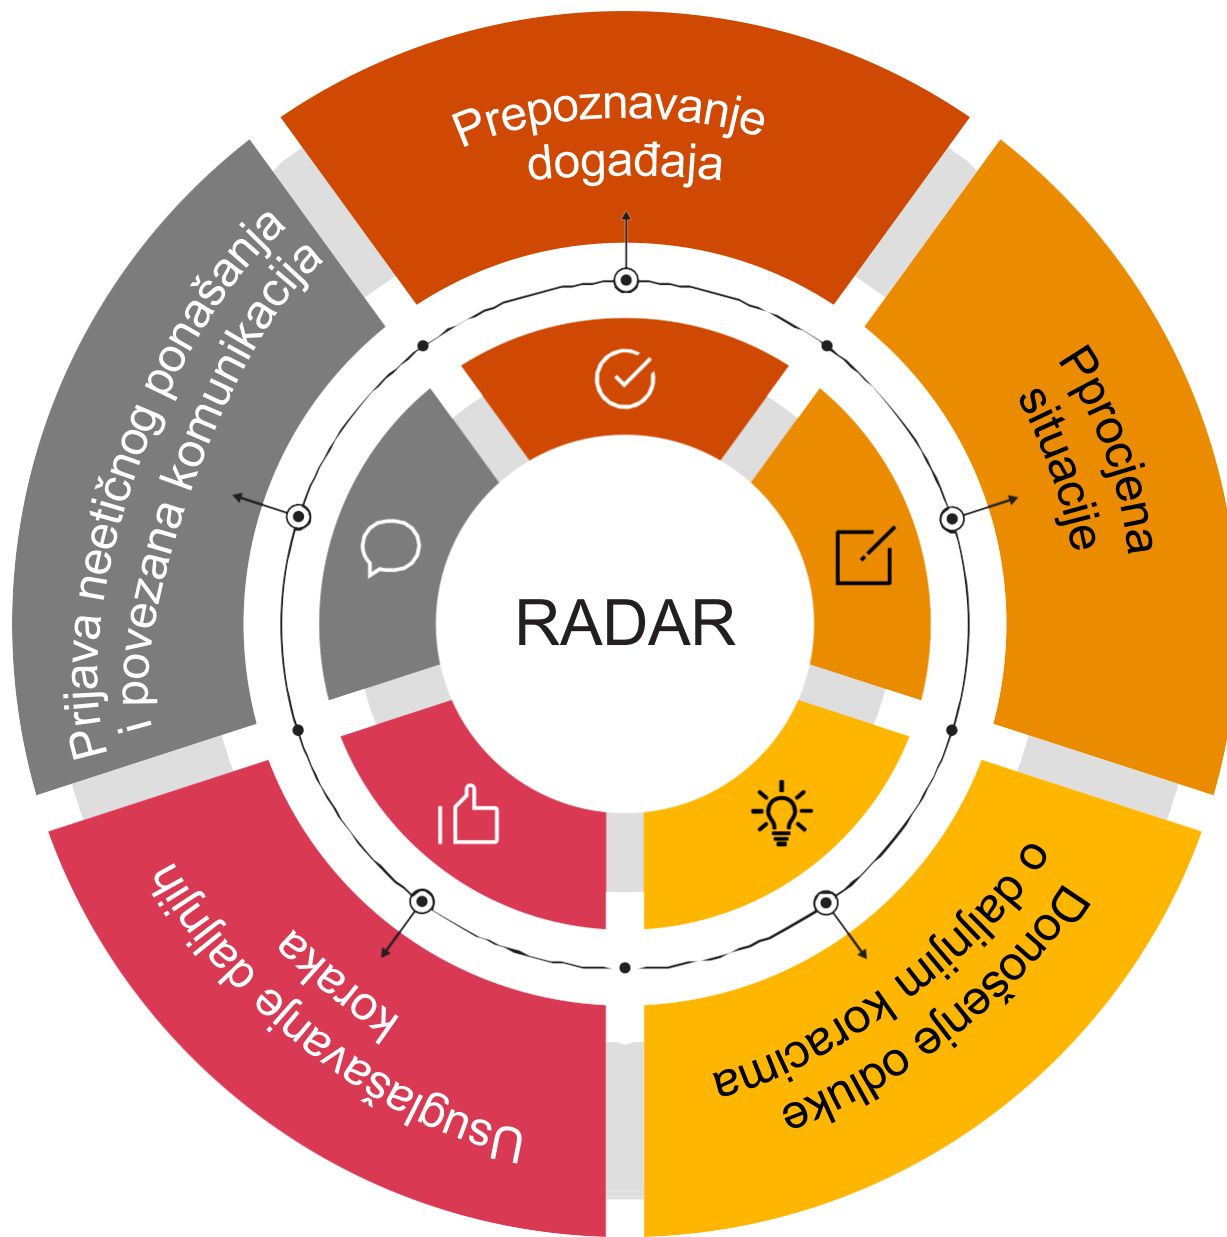 Prepoznavanje
događaja
Pprocjena
situacije
Donošenje odluke
o daljnjim koracima
Usuglašavanje daljnjih
koraka
Prijava neetičnog ponašanja
i povezana komunikacija
RADAR